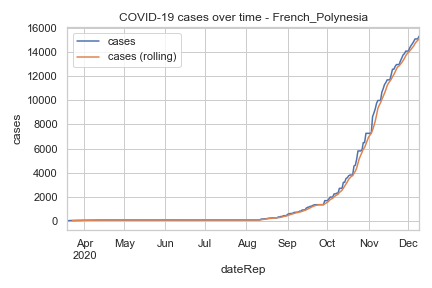 COVID-19 cases over time - French_Polynesia
cases
cases (rolling)
16000
14000
12000
10000
8000
6000
4000
2000
0
cases
Apr
2020
May
Jun
Jul
Aug
Sep
Oct
Nov
Dec
dateRep